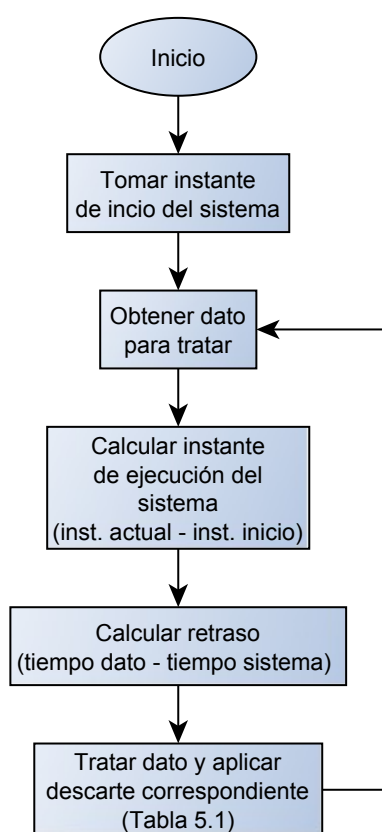 Inicio
Tomar instante
de incio del sistema
Obtener dato
para tratar
Calcular instante
de ejecución del
sistema
(inst. actual - inst. inicio)
Calcular retraso
(tiempo dato - tiempo sistema)
Tratar dato y aplicar
descarte correspondiente
(Tabla 5.1)